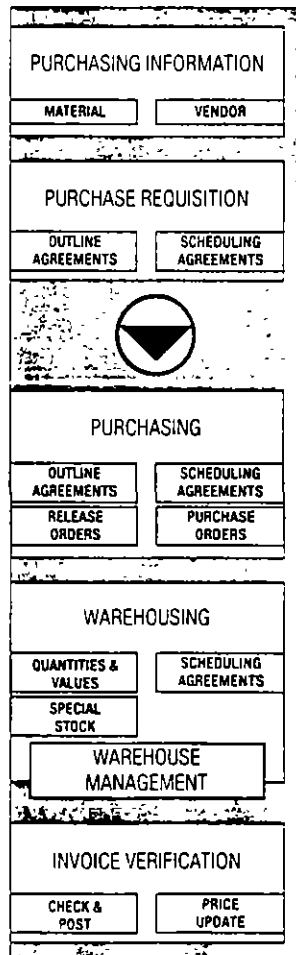 PURCHASING INFORMATION
MATERIAL
VENDOR
PURCHASE REQUISITION
OUTLINE
AGREEMENTS
SCHEDULING
AGREEMENTS
PURCHASING
OUTLINE
AGREEMENTS
SCHEDULING
AGREEMENTS
RELEASE
ORDERS
PURCHASE
ORDERS
WAREHOUSING
QUANTITIES &
VALUES
SCHEDULING
AGREEMENTS
SPECIAL
STOCK
WAREHOUSE
MANAGEMENT
INVOICE VERIFICATION
CHECK &
POST
PRICE
UPDATE